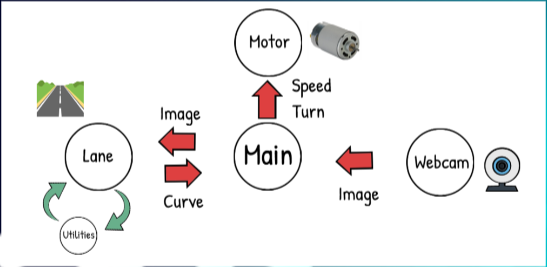 Motor
Speed
Turn
Image
Lane
Main
Webcam
Curve
Image
Utilities